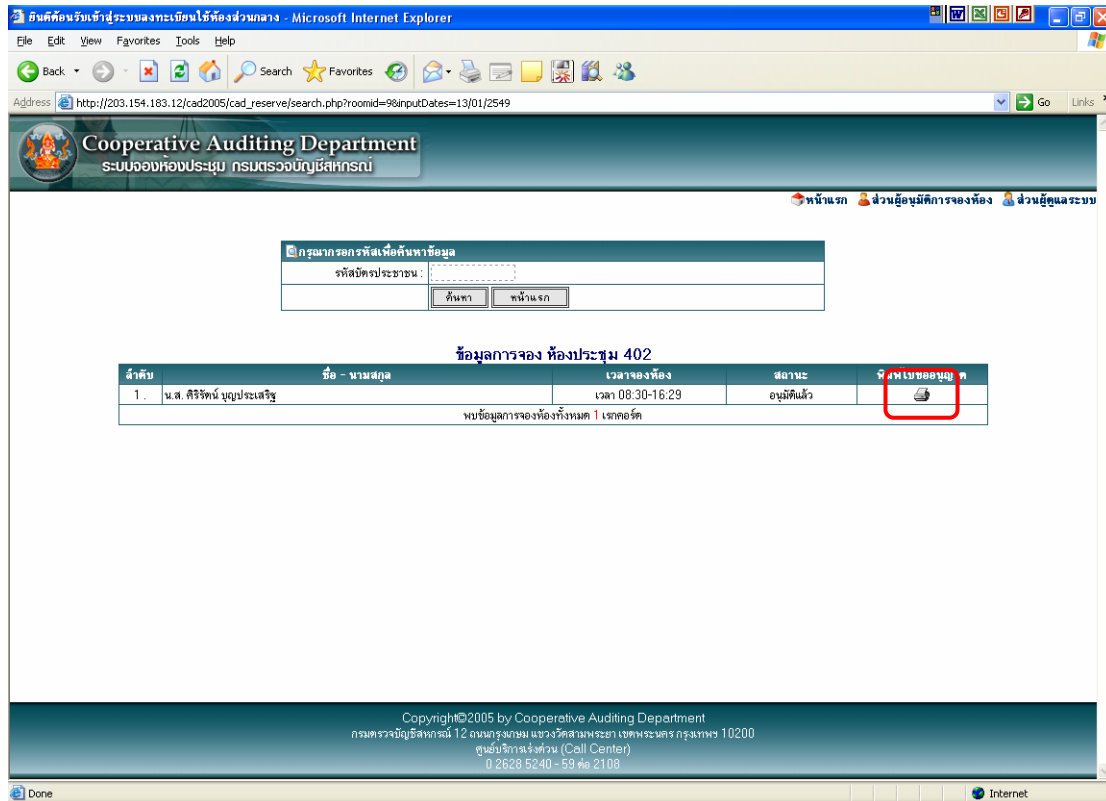 ยินดีต้อนรับเข้าสู่ระบบลงทะเบียนใช้ห้องส่วนกลาง - Microsoft Internet Explorer
File Edit View Favorites Tools Help
Back Search Favorites
Address http://203.154.183.12/cad2005/cad_reserve/search.php?roomid=9&inputDates=13/01/2549 Go Links
Cooperative Auditing Department
ระบบจองห้องประชุม กรมตรวจบัญชีสหกรณ์
หน้าแรก ส่วนผู้อนุมัติการจองห้อง ส่วนผู้ดูแลระบบ
กรุณากรอกรหัสเพื่อค้นหาข้อมูล
รหัสบัตรประชาชน :
ค้นหา หน้าแรก
ข้อมูลการจอง ห้องประชุม 402
ลำดับ ชื่อ - นามสกุล เวลาจองห้อง สถานะ พิมพ์ใบขออนุญาต
1 . น.ส. ศิริรัตน์ บุญประเสริฐ เวลา 08:30-16:29 อนุมัติแล้ว
พบข้อมูลการจองห้องทั้งหมด 1 เรกคอร์ด
Copyright©2005 by Cooperative Auditing Department
กรมตรวจบัญชีสหกรณ์ 12 ถนนกรุงเกษม แขวงวัดสามพระยา เขตพระนคร กรุงเทพฯ 10200
ศูนย์บริการเร่งด่วน (Call Center)
0 2628 5240 - 59 ต่อ 2108
Done Internet